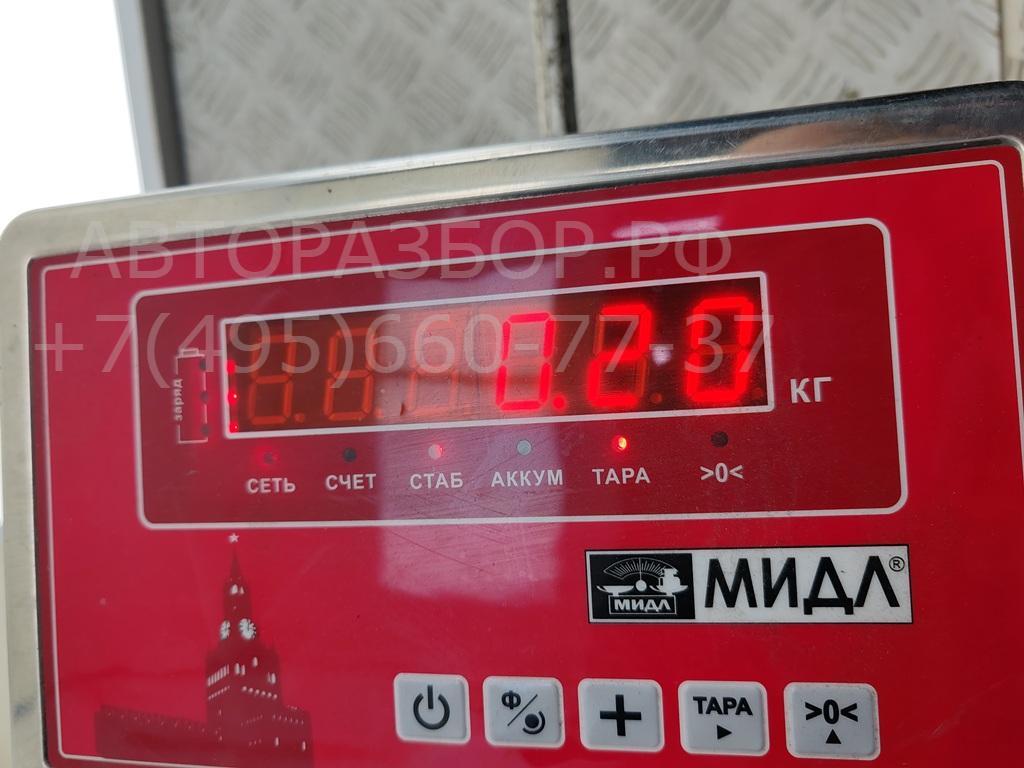 АВТОРАЗБОР.РФ
+7(495)660-77-37
заряд
0.20
КГ
СЕТЬ СЧЕТ СТАБ АККУМ ТАРА >0<
МИДЛ
МИДЛ®
Ф
+
ТАРА
>0<